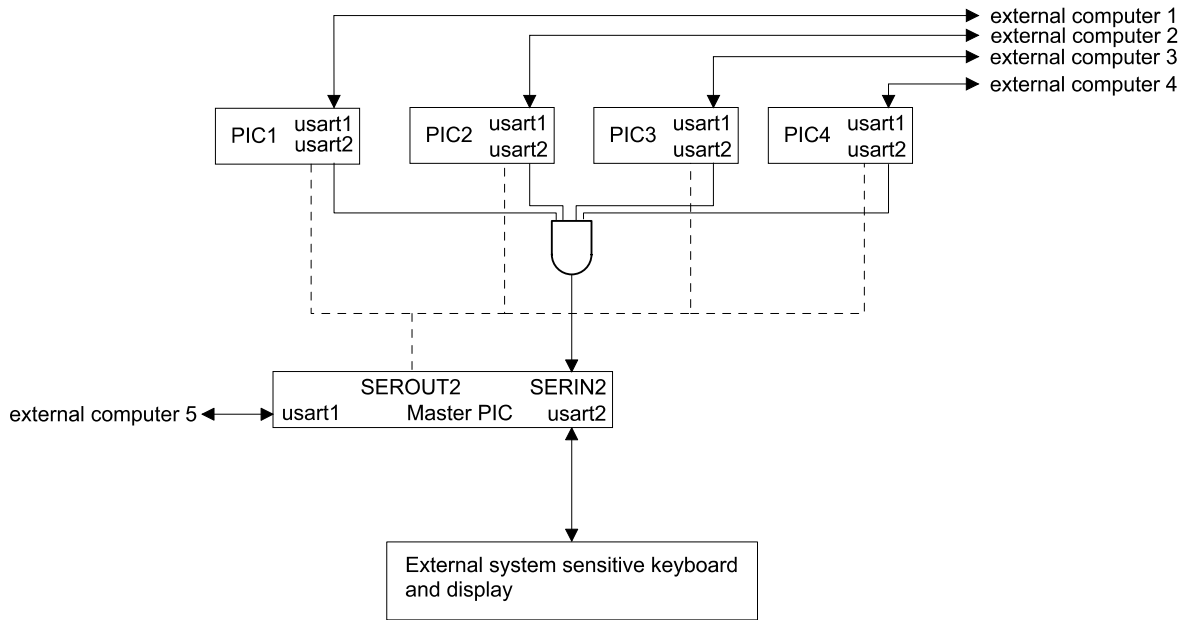 external computer 1
external computer 2
external computer 3
external computer 4
PIC1 usart1
usart2
PIC2 usart1
usart2
PIC3 usart1
usart2
PIC4 usart1
usart2
SEROUT2 SERIN2
external computer 5 usart1 Master PIC usart2
External system sensitive keyboard
and display